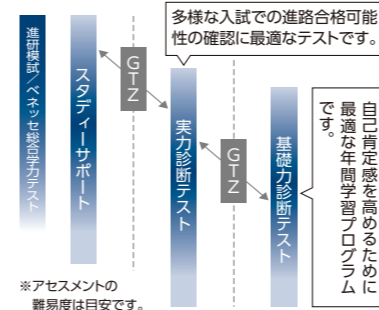 多様な入試での進路合格可能
性の確認に最適なテストです。
進研模試／ベネッセ総合学力テスト
スタディーサポート
GTZ
実力診断テスト
GTZ
基礎力診断テスト
自己肯定感を高めるために
最適な年間学習プログラム
です。
※アセスメントの
難易度は目安です。